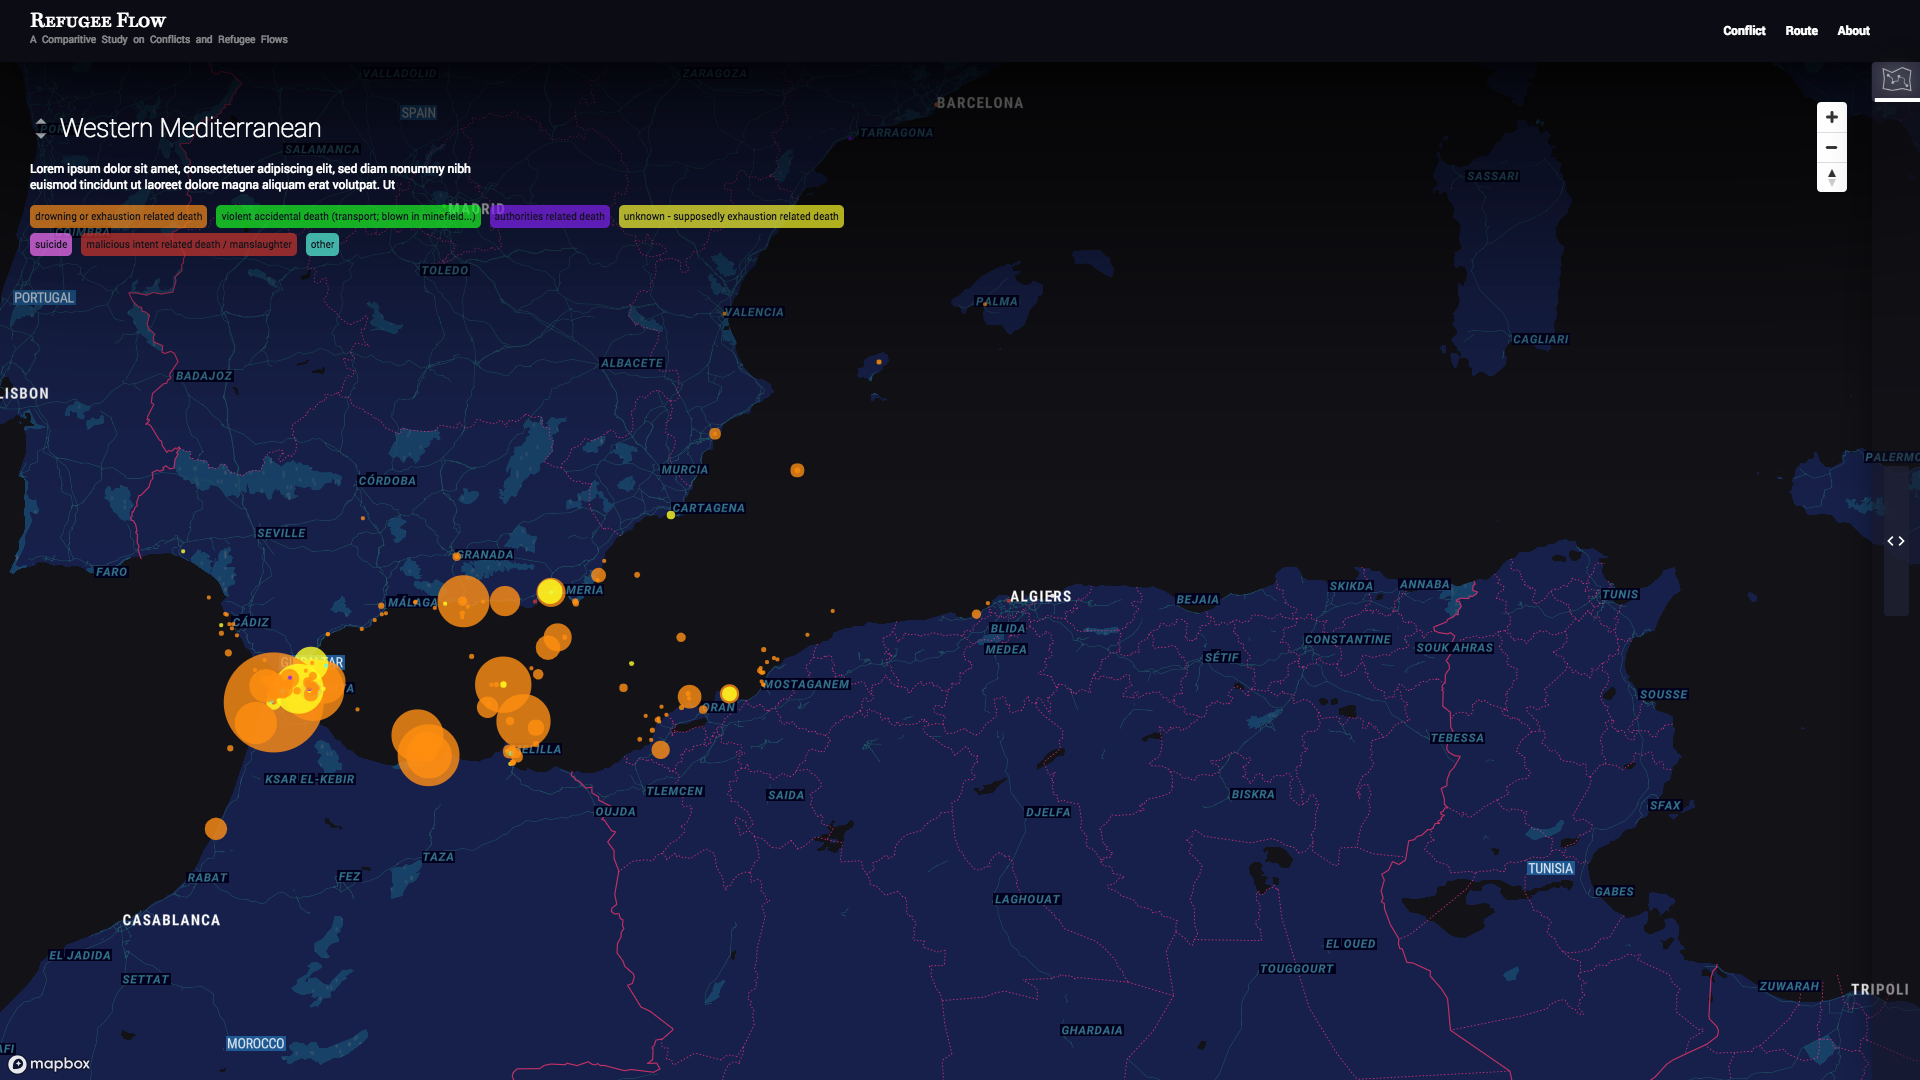 Refugee Flow
A Comparitive Study on Conflicts and Refugee Flows
Conflict Route About
VALLADOLID
ZARAGOZA
BARCELONA
SPAIN
Western Mediterranean
TARRAGONA
SALAMANCA
Lorem ipsum dolor sit amet, consectetuer adipiscing elit, sed diam nonummy nibh
euismod tincidunt ut laoreet dolore magna aliquam erat volutpat. Ut
SASSARI
MADRID
drowning or exhaustion related death
violent accidental death (transport; blown in minefield...)
authorities related death
unknown - supposedly exhaustion related death
COIMBRA
suicide
malicious intent related death / manslaughter
other
TOLEDO
PORTUGAL
PALMA
VALENCIA
CAGLIARI
ALBACETE
BADAJOZ
LISBON
PALERMO
MURCIA
CÓRDOBA
CARTAGENA
SEVILLE
GRANADA
FARO
SKIKDA
ANNABA
MERIA
TUNIS
ALGIERS
BEJAIA
MÁLAGA
CÁDIZ
BLIDA
CONSTANTINE
MEDEA
SOUK AHRAS
SÉTIF
MOSTAGANEM
SOUSSE
ORAN
TEBESSA
ELILLA
KSAR EL-KEBIR
TLEMCEN
SAIDA
BISKRA
SFAX
OUJDA
DJELFA
TAZA
TUNISIA
RABAT
FEZ
GABES
LAGHOUAT
CASABLANCA
EL OUED
EL JADIDA
TOUGGOURT
SETTAT
ZUWARAH
TRIPOLI
GHARDAIA
MOROCCO
AFI
mapbox